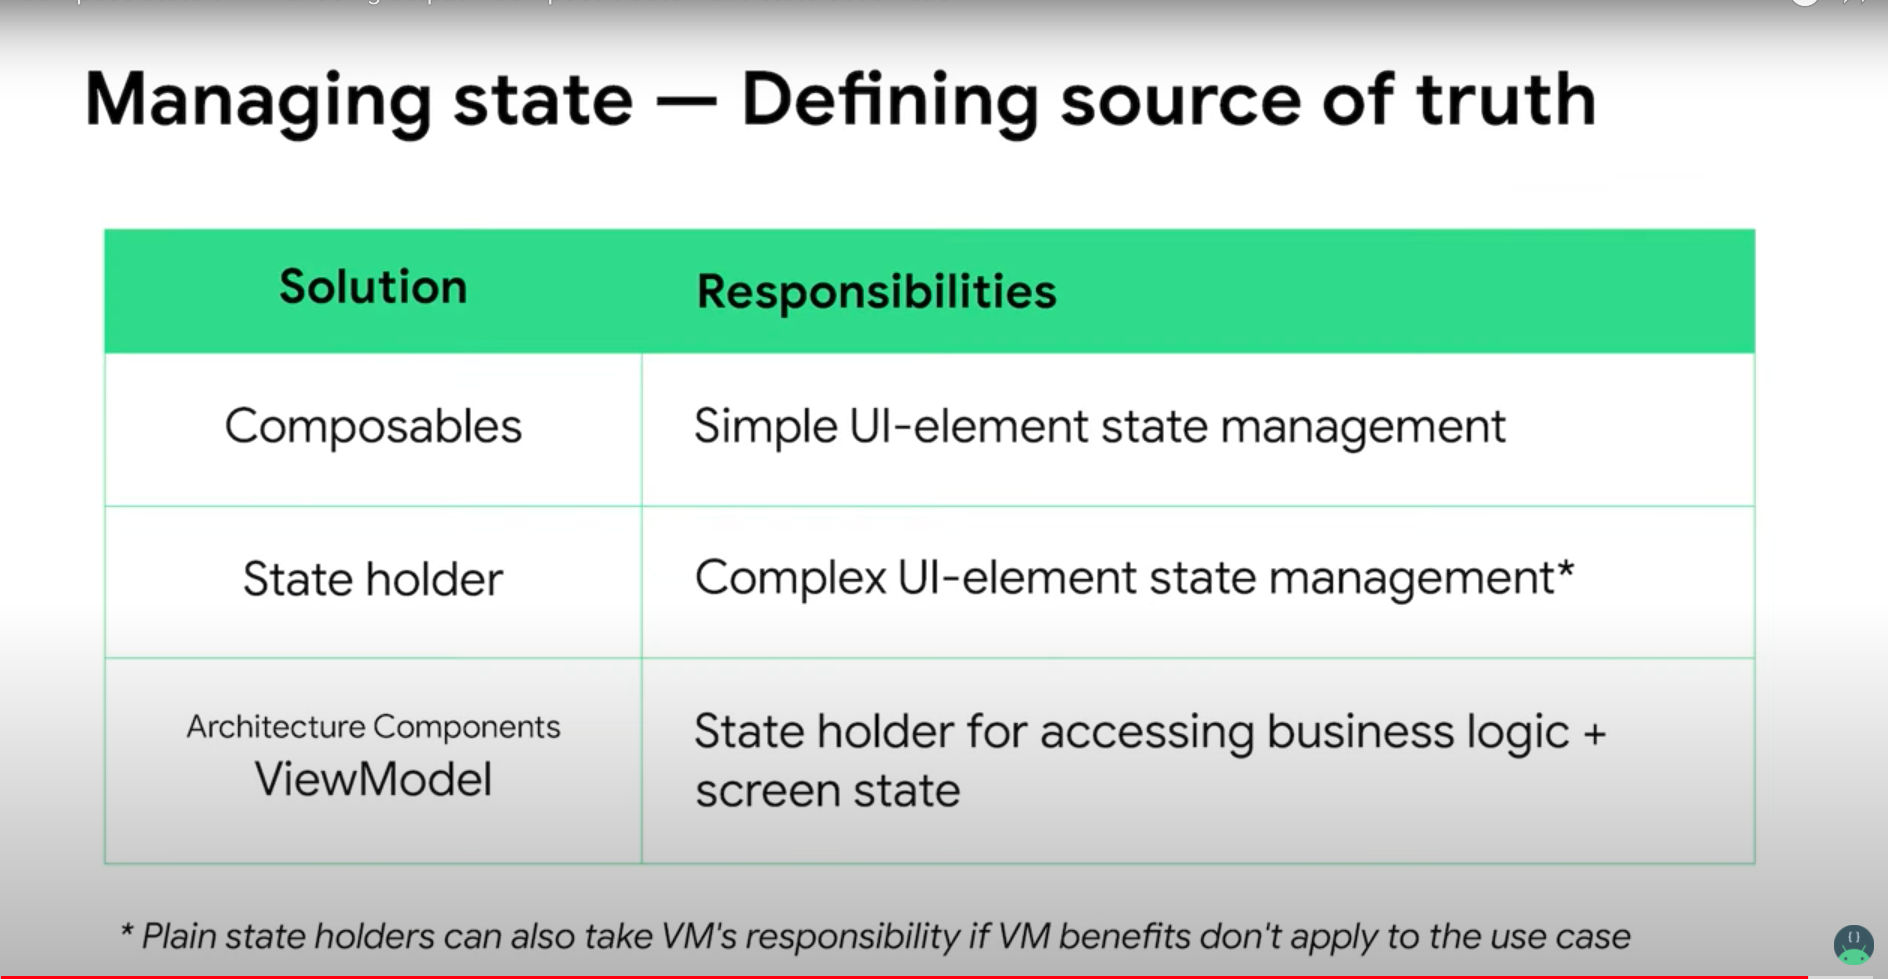 Managing state — Defining source of truth
Solution
Responsibilities
Composables
Simple UI-element state management
State holder
Complex UI-element state management*
Architecture Components
ViewModel
State holder for accessing business logic +
screen state
* Plain state holders can also take VM's responsibility if VM benefits don't apply to the use case
{ }